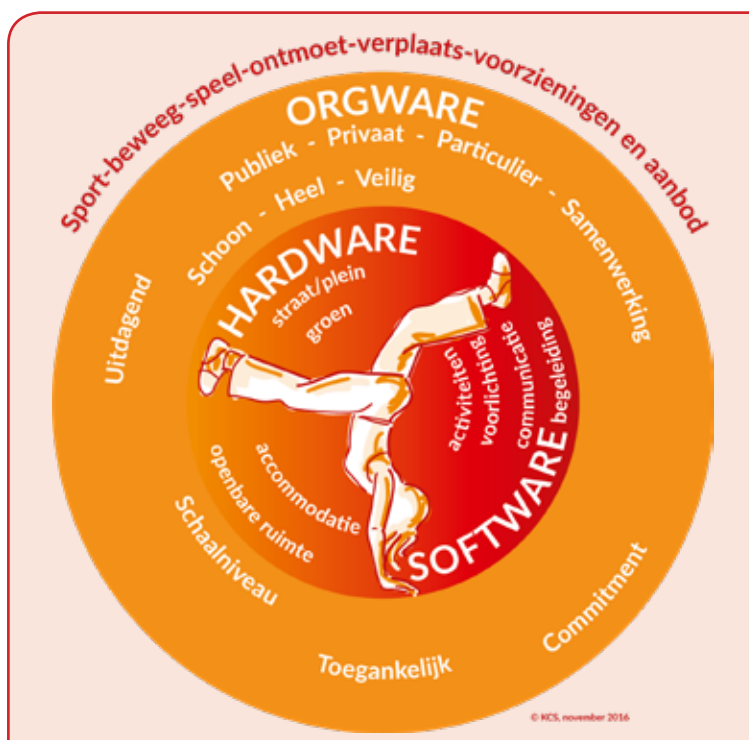 Sport-beweeg-speel-ontmoet-verplaats-voorzieningen en aanbod
ORGWARE
Publiek - Privaat - Particulier - Samenwerking
Schoon - Heel - Veilig
Uitdagend
HARDWARE
straat/plein
groen
activiteiten
voorlichting
communicatie
begeleiding
SOFTWARE
accommodatie
openbare ruimte
Schaalniveau
Toegankelijk
Commitment
© KCS, november 2016